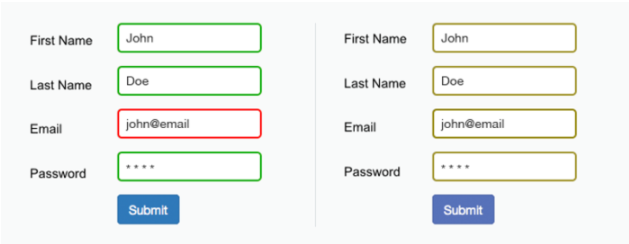 First Name John
Last Name Doe
Email john@email
Password ****
Submit
First Name John
Last Name Doe
Email john@email
Password ****
Submit